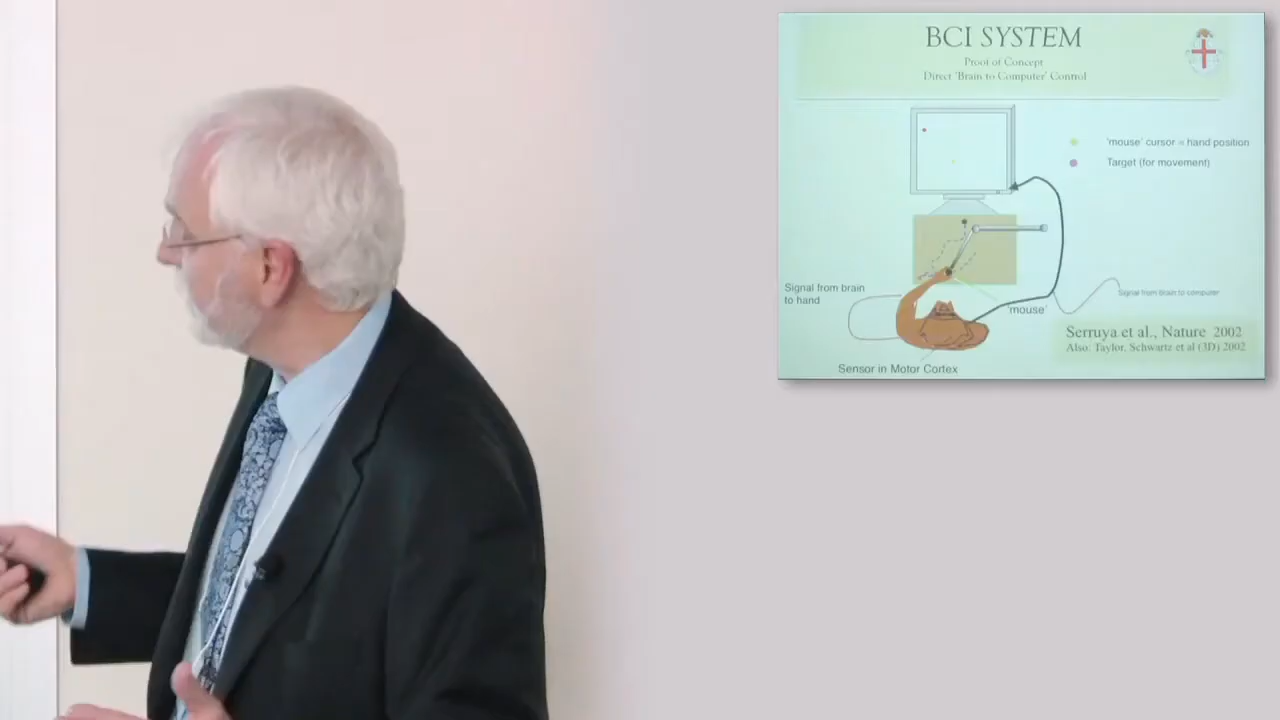 BCI SYSTEM
Proof of Concept
Direct 'Brain to Computer' Control
'mouse' cursor = hand position
Target (for movement)
Signal from brain
to hand
Signal from Brain to computer
'mouse'
Serruya et al., Nature 2002
Also: Taylor, Schwartz et al (3D) 2002
Sensor in Motor Cortex